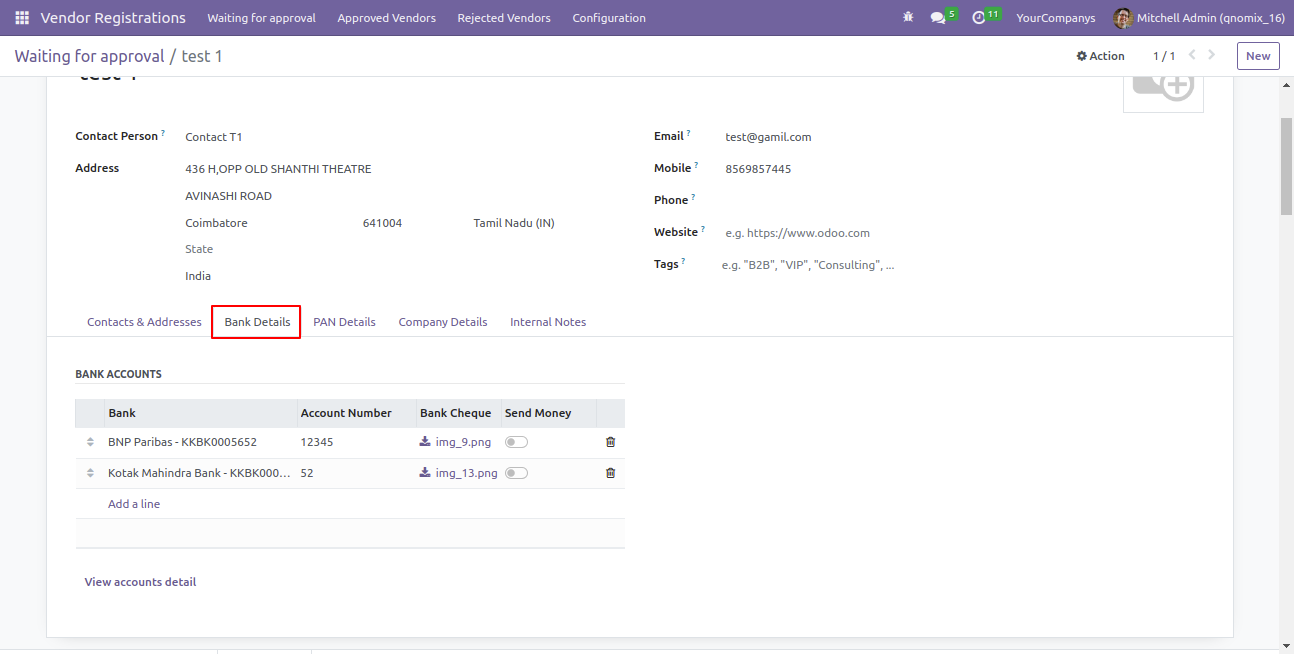 Vendor Registrations Waiting for approval Approved Vendors Rejected Vendors Configuration 5 11 YourCompanys Mitchell Admin (qnomix_16)
Waiting for approval / test 1 Action 1 / 1 New
Contact Person ? Contact T1 Email ? test@gamil.com
Address 436 H,OPP OLD SHANTHI THEATRE Mobile ? 8569857445
AVINASHI ROAD Phone ?
Coimbatore 641004 Tamil Nadu (IN) Website ? e.g. https://www.odoo.com
State
India Tags ? e.g. "B2B", "VIP", "Consulting", ...
Contacts & Addresses Bank Details PAN Details Company Details Internal Notes
BANK ACCOUNTS
Bank Account Number Bank Cheque Send Money
BNP Paribas - KKBK0005652 12345 img_9.png
Kotak Mahindra Bank - KKBK000... 52 img_13.png
Add a line
View accounts detail